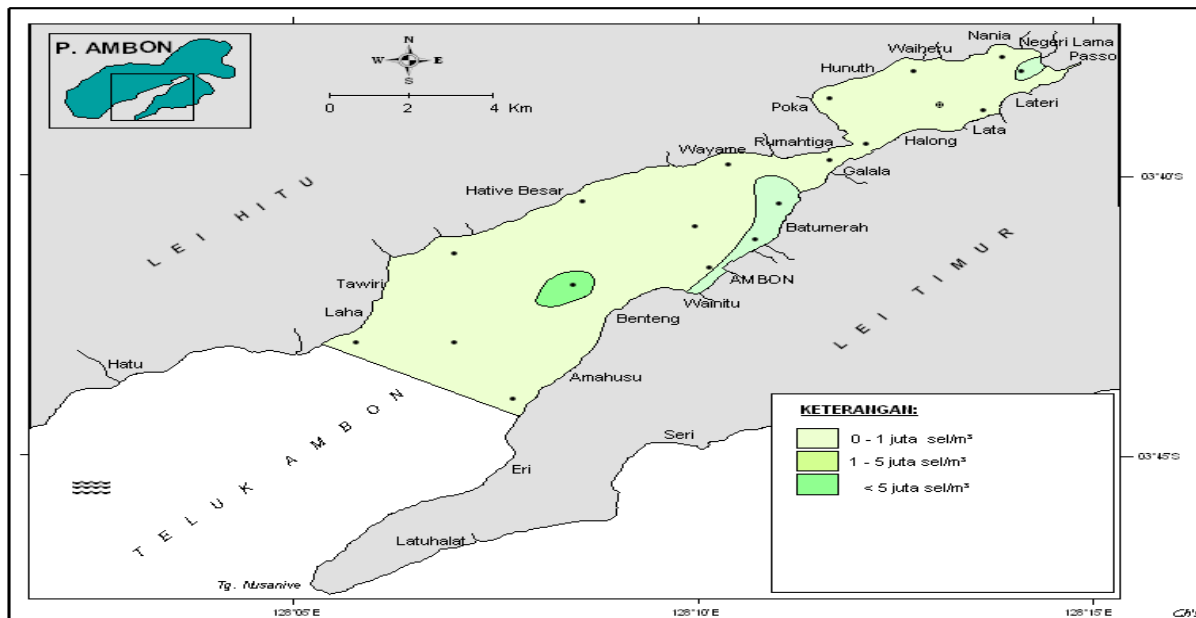 P. AMBON
N
W E
S
0 2 4 Km
Nania
Negeri Lama
Waiheru
Passo
Hunuth
Poka
Lateri
Lata
Rumahtiga
Halong
Wayame
Galala
03°40'S
Hative Besar
LEI HITU
Batumerah
LEI TIMUR
AMBON
Tawiri
Wainitu
Laha
Benteng
Hatu
Amahusu
TELUK AMBON
KETERANGAN:
0 - 1 juta sel/m³
1 - 5 juta sel/m³
< 5 juta sel/m³
Seri
03°45'S
Eri
Latuhalat
Tg. Nusanive
128°05'E
128°10'E
128°15'E